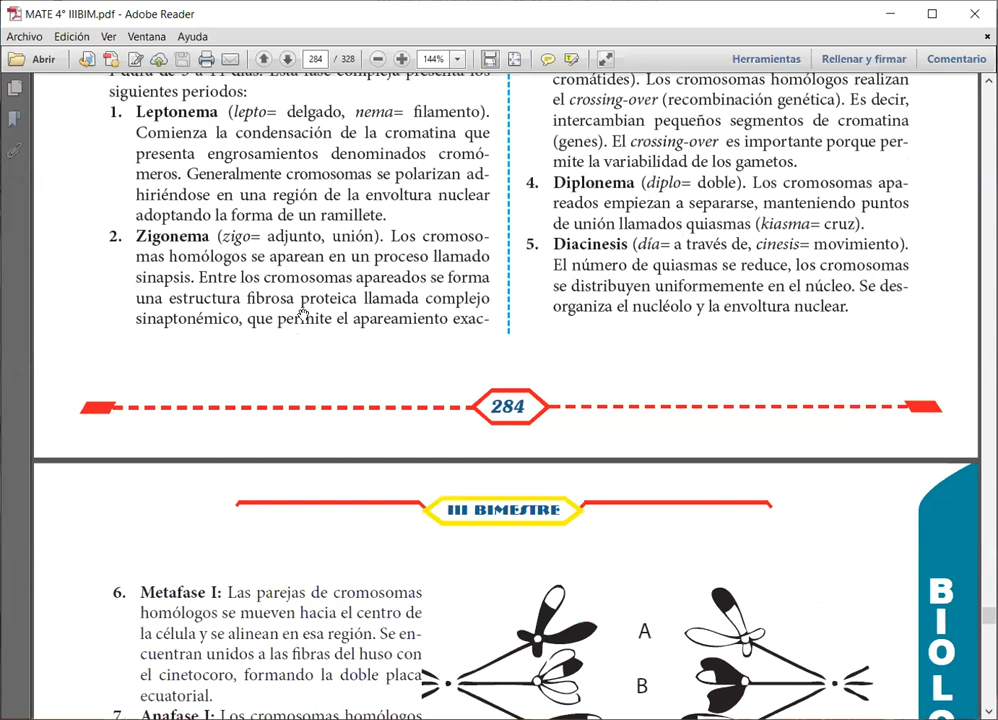 MATE 4° IIIBIM.pdf - Adobe Reader
Archivo Edición Ver Ventana Ayuda
Abrir 284 / 328 144% Herramientas Rellenar y firmar Comentario
siguientes periodos:
1. Leptonema (lepto= delgado, nema= filamento).
Comienza la condensación de la cromatina que
presenta engrosamientos denominados cromó-
meros. Generalmente cromosomas se polarizan ad-
hiriéndose en una región de la envoltura nuclear
adoptando la forma de un ramillete.
2. Zigonema (zigo= adjunto, unión). Los cromoso-
mas homólogos se aparean en un proceso llamado
sinapsis. Entre los cromosomas apareados se forma
una estructura fibrosa proteica llamada complejo
sinaptonémico, que permite el apareamiento exac-
cromátides). Los cromosomas homólogos realizan
el crossing-over (recombinación genética). Es decir,
intercambian pequeños segmentos de cromatina
(genes). El crossing-over es importante porque per-
mite la variabilidad de los gametos.
4. Diplonema (diplo= doble). Los cromosomas apa-
reados empiezan a separarse, manteniendo puntos
de unión llamados quiasmas (kiasma= cruz).
5. Diacinesis (día= a través de, cinesis= movimiento).
El número de quiasmas se reduce, los cromosomas
se distribuyen uniformemente en el núcleo. Se des-
organiza el nucléolo y la envoltura nuclear.
284
III BIMESTRE
6. Metafase I: Las parejas de cromosomas
homólogos se mueven hacia el centro de
la célula y se alinean en esa región. Se en-
cuentran unidos a las fibras del huso con
el cinetocoro, formando la doble placa
ecuatorial.
7. Anafase I: Los cromosomas homólogos
A
B
B
I
O
L